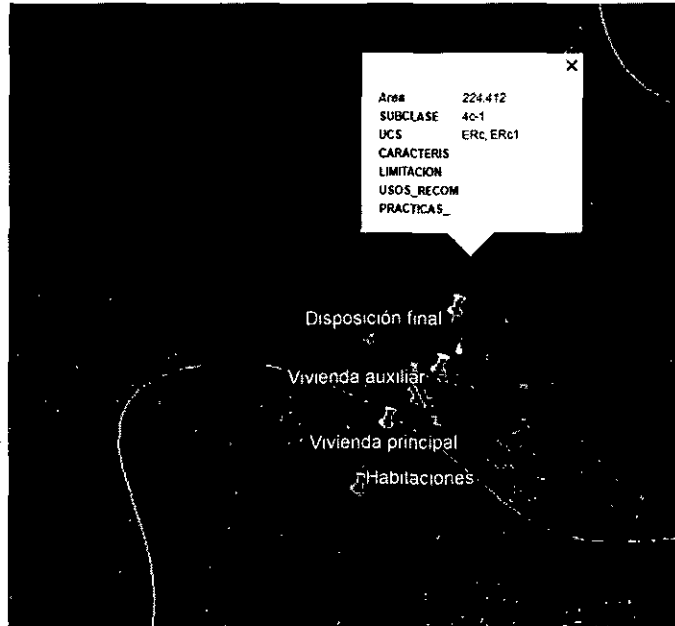 ×
Area 224.412
SUBCLASE 4c-1
UCS ERc, ERc1
CARACTERIS
LIMITACION
USOS_RECOM
PRACTICAS_
Disposición final
Vivienda auxiliar
Vivienda principal
Habitaciones